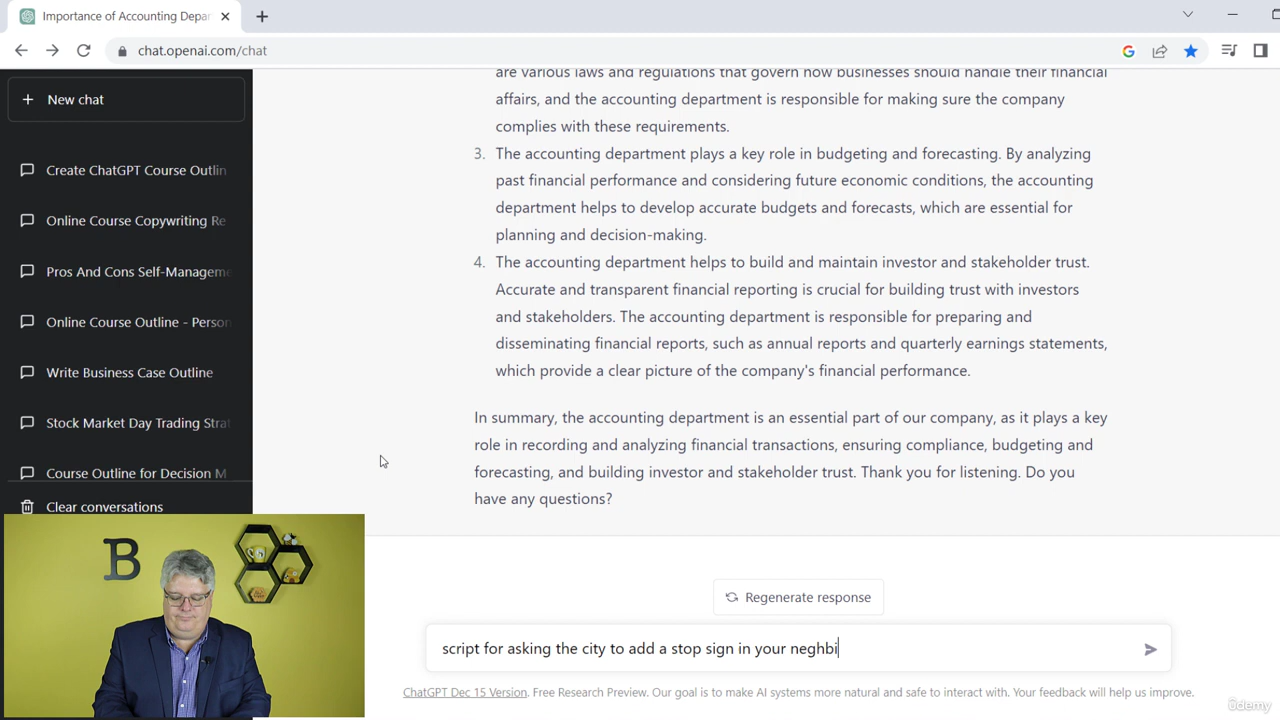 Importance of Accounting Depar
chat.openai.com/chat
New chat
Create ChatGPT Course Outlin
Online Course Copywriting Re
Pros And Cons Self-Manageme
Online Course Outline - Person
Write Business Case Outline
Stock Market Day Trading Strat
Course Outline for Decision M
Clear conversations
are various laws and regulations that govern how businesses should handle their financial
affairs, and the accounting department is responsible for making sure the company
complies with these requirements.
3. The accounting department plays a key role in budgeting and forecasting. By analyzing
past financial performance and considering future economic conditions, the accounting
department helps to develop accurate budgets and forecasts, which are essential for
planning and decision-making.
4. The accounting department helps to build and maintain investor and stakeholder trust.
Accurate and transparent financial reporting is crucial for building trust with investors
and stakeholders. The accounting department is responsible for preparing and
disseminating financial reports, such as annual reports and quarterly earnings statements,
which provide a clear picture of the company's financial performance.
In summary, the accounting department is an essential part of our company, as it plays a key
role in recording and analyzing financial transactions, ensuring compliance, budgeting and
forecasting, and building investor and stakeholder trust. Thank you for listening. Do you
have any questions?
B
Regenerate response
script for asking the city to add a stop sign in your neghbi
ChatGPT Dec 15 Version. Free Research Preview. Our goal is to make AI systems more natural and safe to interact with. Your feedback will help us improve.
ûdemy